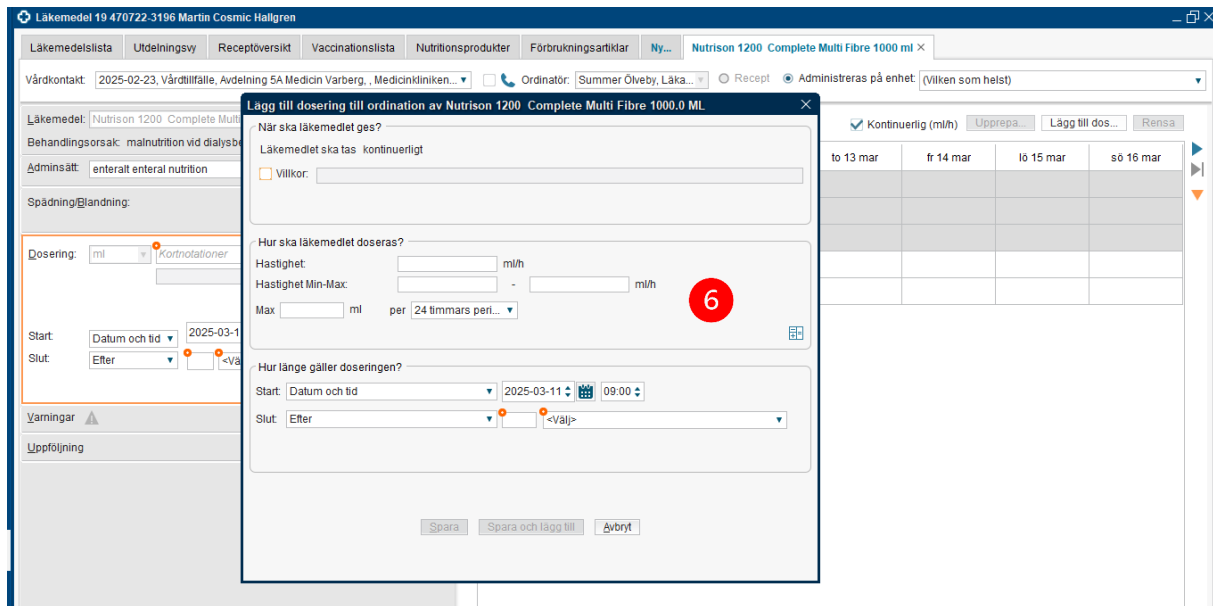 Läkemedel 19 470722-3196 Martin Cosmic Hallgren
Läkemedelslista Utdelningsvy Receptöversikt Vaccinationslista Nutritionsprodukter Förbrukningsartiklar Ny... Nutrison 1200 Complete Multi Fibre 1000 ml
Vårdkontakt: 2025-02-23, Vårdtillfälle, Avdelning 5A Medicin Varberg, , Medicinkliniken... Ordinatör: Summer Ölveby, Läka... Recept Administreras på enhet: (Vilken som helst)
Lägg till dosering till ordination av Nutrison 1200 Complete Multi Fibre 1000.0 ML
Läkemedel: Nutrison 1200 Complete Multi
Behandlingsorsak: malnutrition vid dialysbe
Adminsätt: enteralt enteral nutrition
Spädning/Blandning:
Dosering: ml Kortnotationer
Start: Datum och tid 2025-03-1
Slut: Efter <Vä
Varningar
Uppföljning
När ska läkemedlet ges?
Läkemedlet ska tas kontinuerligt
Villkor:
Hur ska läkemedlet doseras?
Hastighet: ml/h
Hastighet Min-Max: - ml/h
Max ml per 24 timmars peri...
6
Hur länge gäller doseringen?
Start: Datum och tid 2025-03-11 09:00
Slut: Efter <Välj>
Spara Spara och lägg till Avbryt
Kontinuerlig (ml/h) Upprepa... Lägg till dos... Rensa
to 13 mar fr 14 mar lö 15 mar sö 16 mar